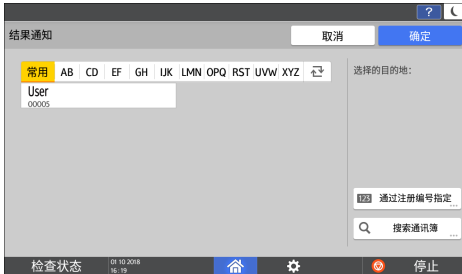 ?
结果通知
取消
确定
常用 AB CD EF GH IJK LMN OPQ RST UVW XYZ
选择的目的地:
User
00005
123 通过注册编号指定
...
搜索通讯簿
...
检查状态
01 10 2018
16:19
停止